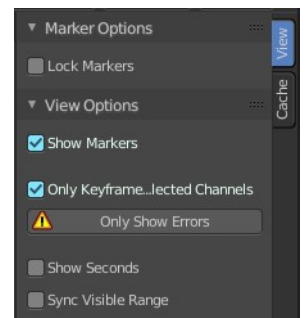 Marker Options
View
Lock Markers
View Options
Cache
Show Markers
Only Keyframe...lected Channels
Only Show Errors
Show Seconds
Sync Visible Range